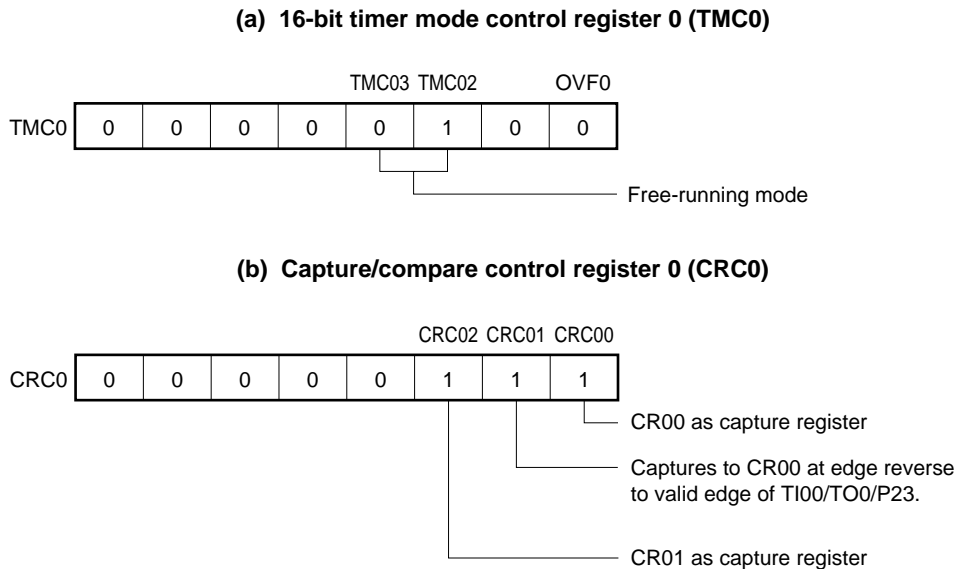 (a) 16-bit timer mode control register 0 (TMC0)
TMC03 TMC02 OVF0
TMC0 0 0 0 0 0 1 0 0
Free-running mode
(b) Capture/compare control register 0 (CRC0)
CRC02 CRC01 CRC00
CRC0 0 0 0 0 0 1 1 1
CR00 as capture register
Captures to CR00 at edge reverse
to valid edge of TI00/TO0/P23.
CR01 as capture register